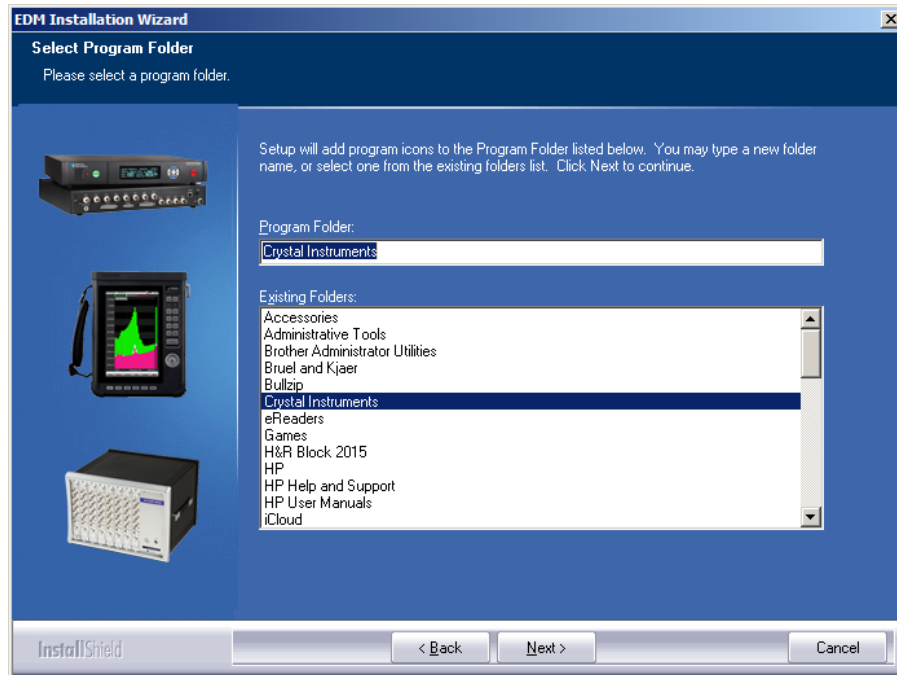 EDM Installation Wizard
Select Program Folder
Please select a program folder.
Setup will add program icons to the Program Folder listed below. You may type a new folder
name, or select one from the existing folders list. Click Next to continue.
Program Folder:
Crystal Instruments
Existing Folders:
Accessories
Administrative Tools
Brother Administrator Utilities
Bruel and Kjaer
Bullzip
Crystal Instruments
eReaders
Games
H&R Block 2015
HP
HP Help and Support
HP User Manuals
iCloud
InstallShield
< Back
Next >
Cancel